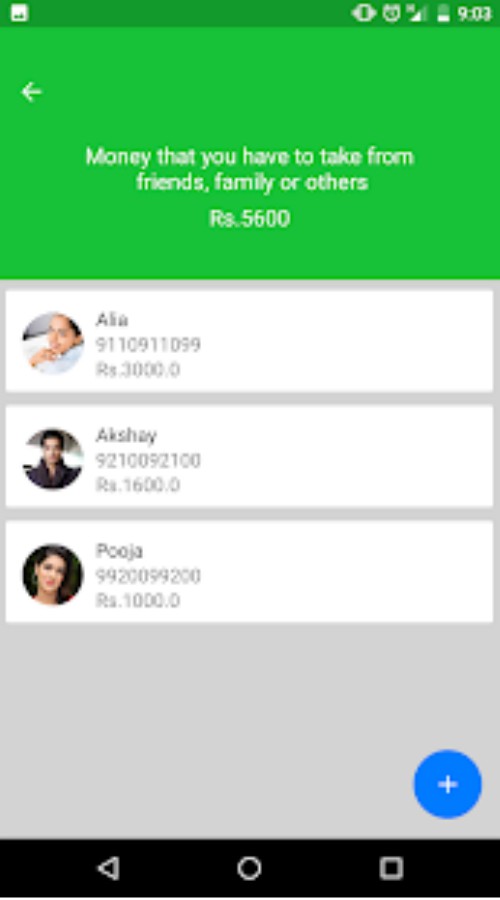 9:03
Money that you have to take from
friends, family or others
Rs.5600
Alia
9110911099
Rs.3000.0
Akshay
9210092100
Rs.1600.0
Pooja
9920099200
Rs.1000.0